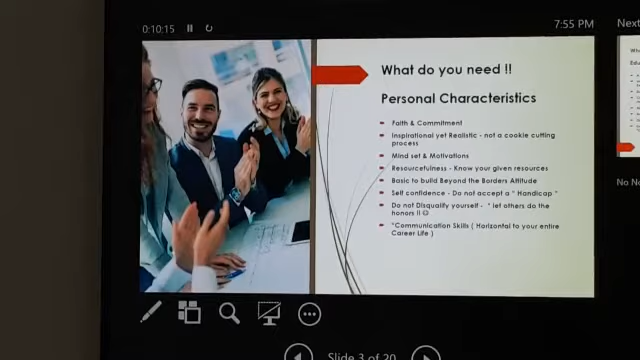 0:10:15
7:55 PM
Next
What do you need !!
Personal Characteristics
Faith & Commitment
Inspirational yet Realistic - not a cookie cutting
process
Mind set & Motivations
Resourcefulness - Know your given resources
Basic to build Beyond the Borders Attitude
Self confidence - Do not accept a " Handicap "
Do not Disqualify yourself - " let others do the
honors !! ☺
"Communication Skills ( Horizontal to your entire
Career Life )
No No
Slide 3 of 20